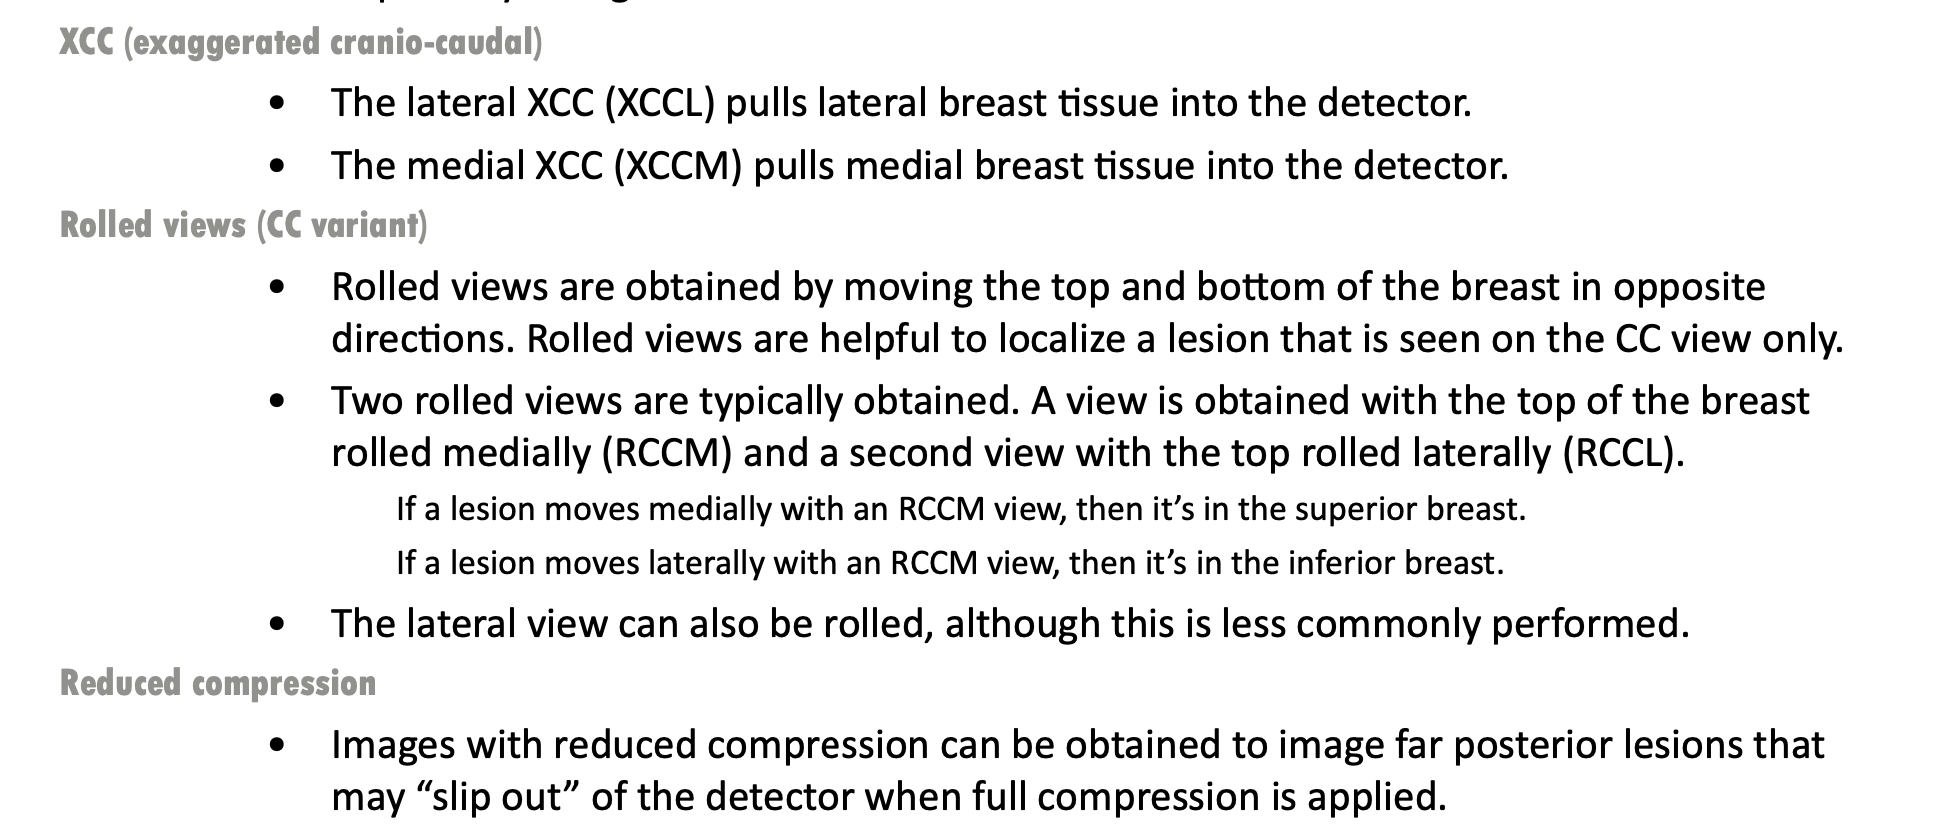 XCC (exaggerated cranio-caudal)
• The lateral XCC (XCCL) pulls lateral breast tissue into the detector.
• The medial XCC (XCCM) pulls medial breast tissue into the detector.
Rolled views (CC variant)
• Rolled views are obtained by moving the top and bottom of the breast in opposite
directions. Rolled views are helpful to localize a lesion that is seen on the CC view only.
• Two rolled views are typically obtained. A view is obtained with the top of the breast
rolled medially (RCCM) and a second view with the top rolled laterally (RCCL).
If a lesion moves medially with an RCCM view, then it’s in the superior breast.
If a lesion moves laterally with an RCCM view, then it’s in the inferior breast.
• The lateral view can also be rolled, although this is less commonly performed.
Reduced compression
• Images with reduced compression can be obtained to image far posterior lesions that
may “slip out” of the detector when full compression is applied.